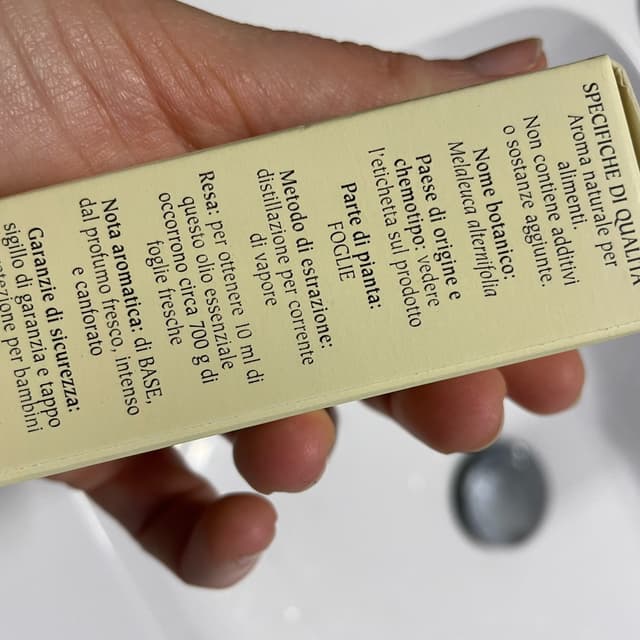 SPECIFICHE DI QUALITÀ
Aroma naturale per
alimenti.
Non contiene additivi
o sostanze aggiunte.
Nome botanico:
Melaleuca alternifolia
Paese di origine e
chemotipo: vedere
l'etichetta sul prodotto
Parte di pianta:
FOGLIE
Metodo di estrazione:
distillazione per corrente
di vapore
Resa: per ottenere 10 ml di
questo olio essenziale
occorrono circa 700 g di
foglie fresche
Nota aromatica: di BASE,
dal profumo fresco, intenso
e canforato
Garanzie di sicurezza:
sigillo di garanzia e tappo
per bambini